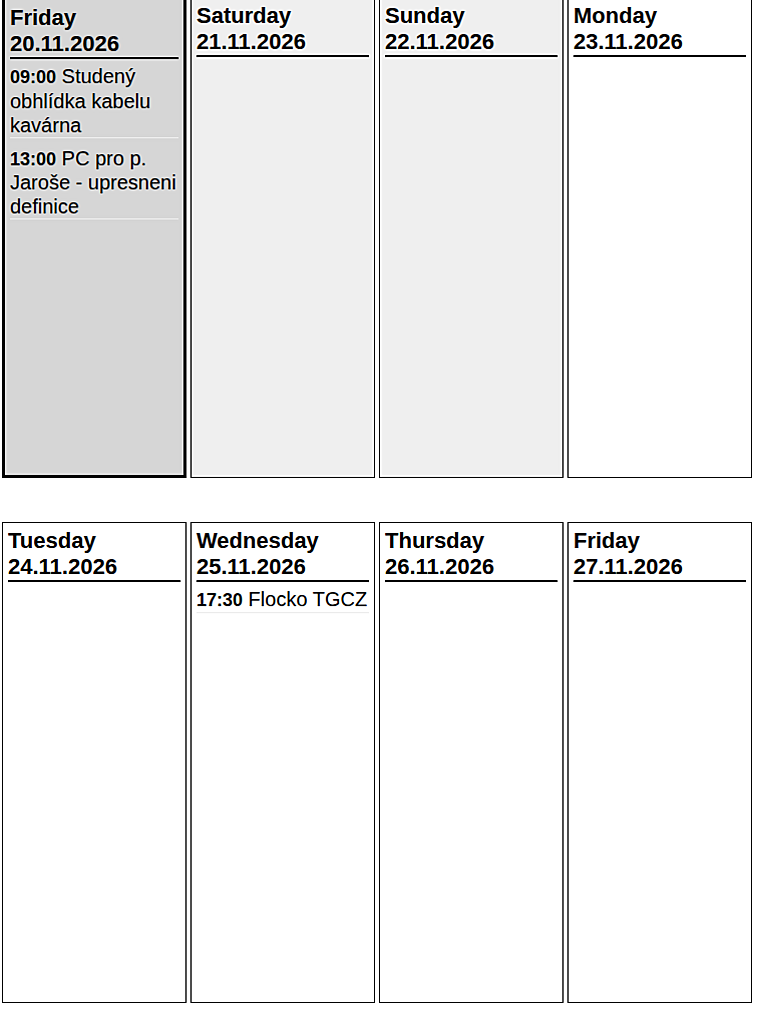 Friday
20.11.2026
09:00 Studený
obhlídka kabelu
kavárna
13:00 PC pro p.
Jaroše - upresneni
definice
Saturday
21.11.2026
Sunday
22.11.2026
Monday
23.11.2026
Tuesday
24.11.2026
Wednesday
25.11.2026
17:30 Flocko TGCZ
Thursday
26.11.2026
Friday
27.11.2026